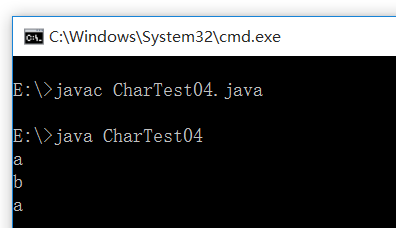 C:\Windows\System32\cmd.exe
E:\>javac CharTest04.java
E:\>java CharTest04
a
b
a